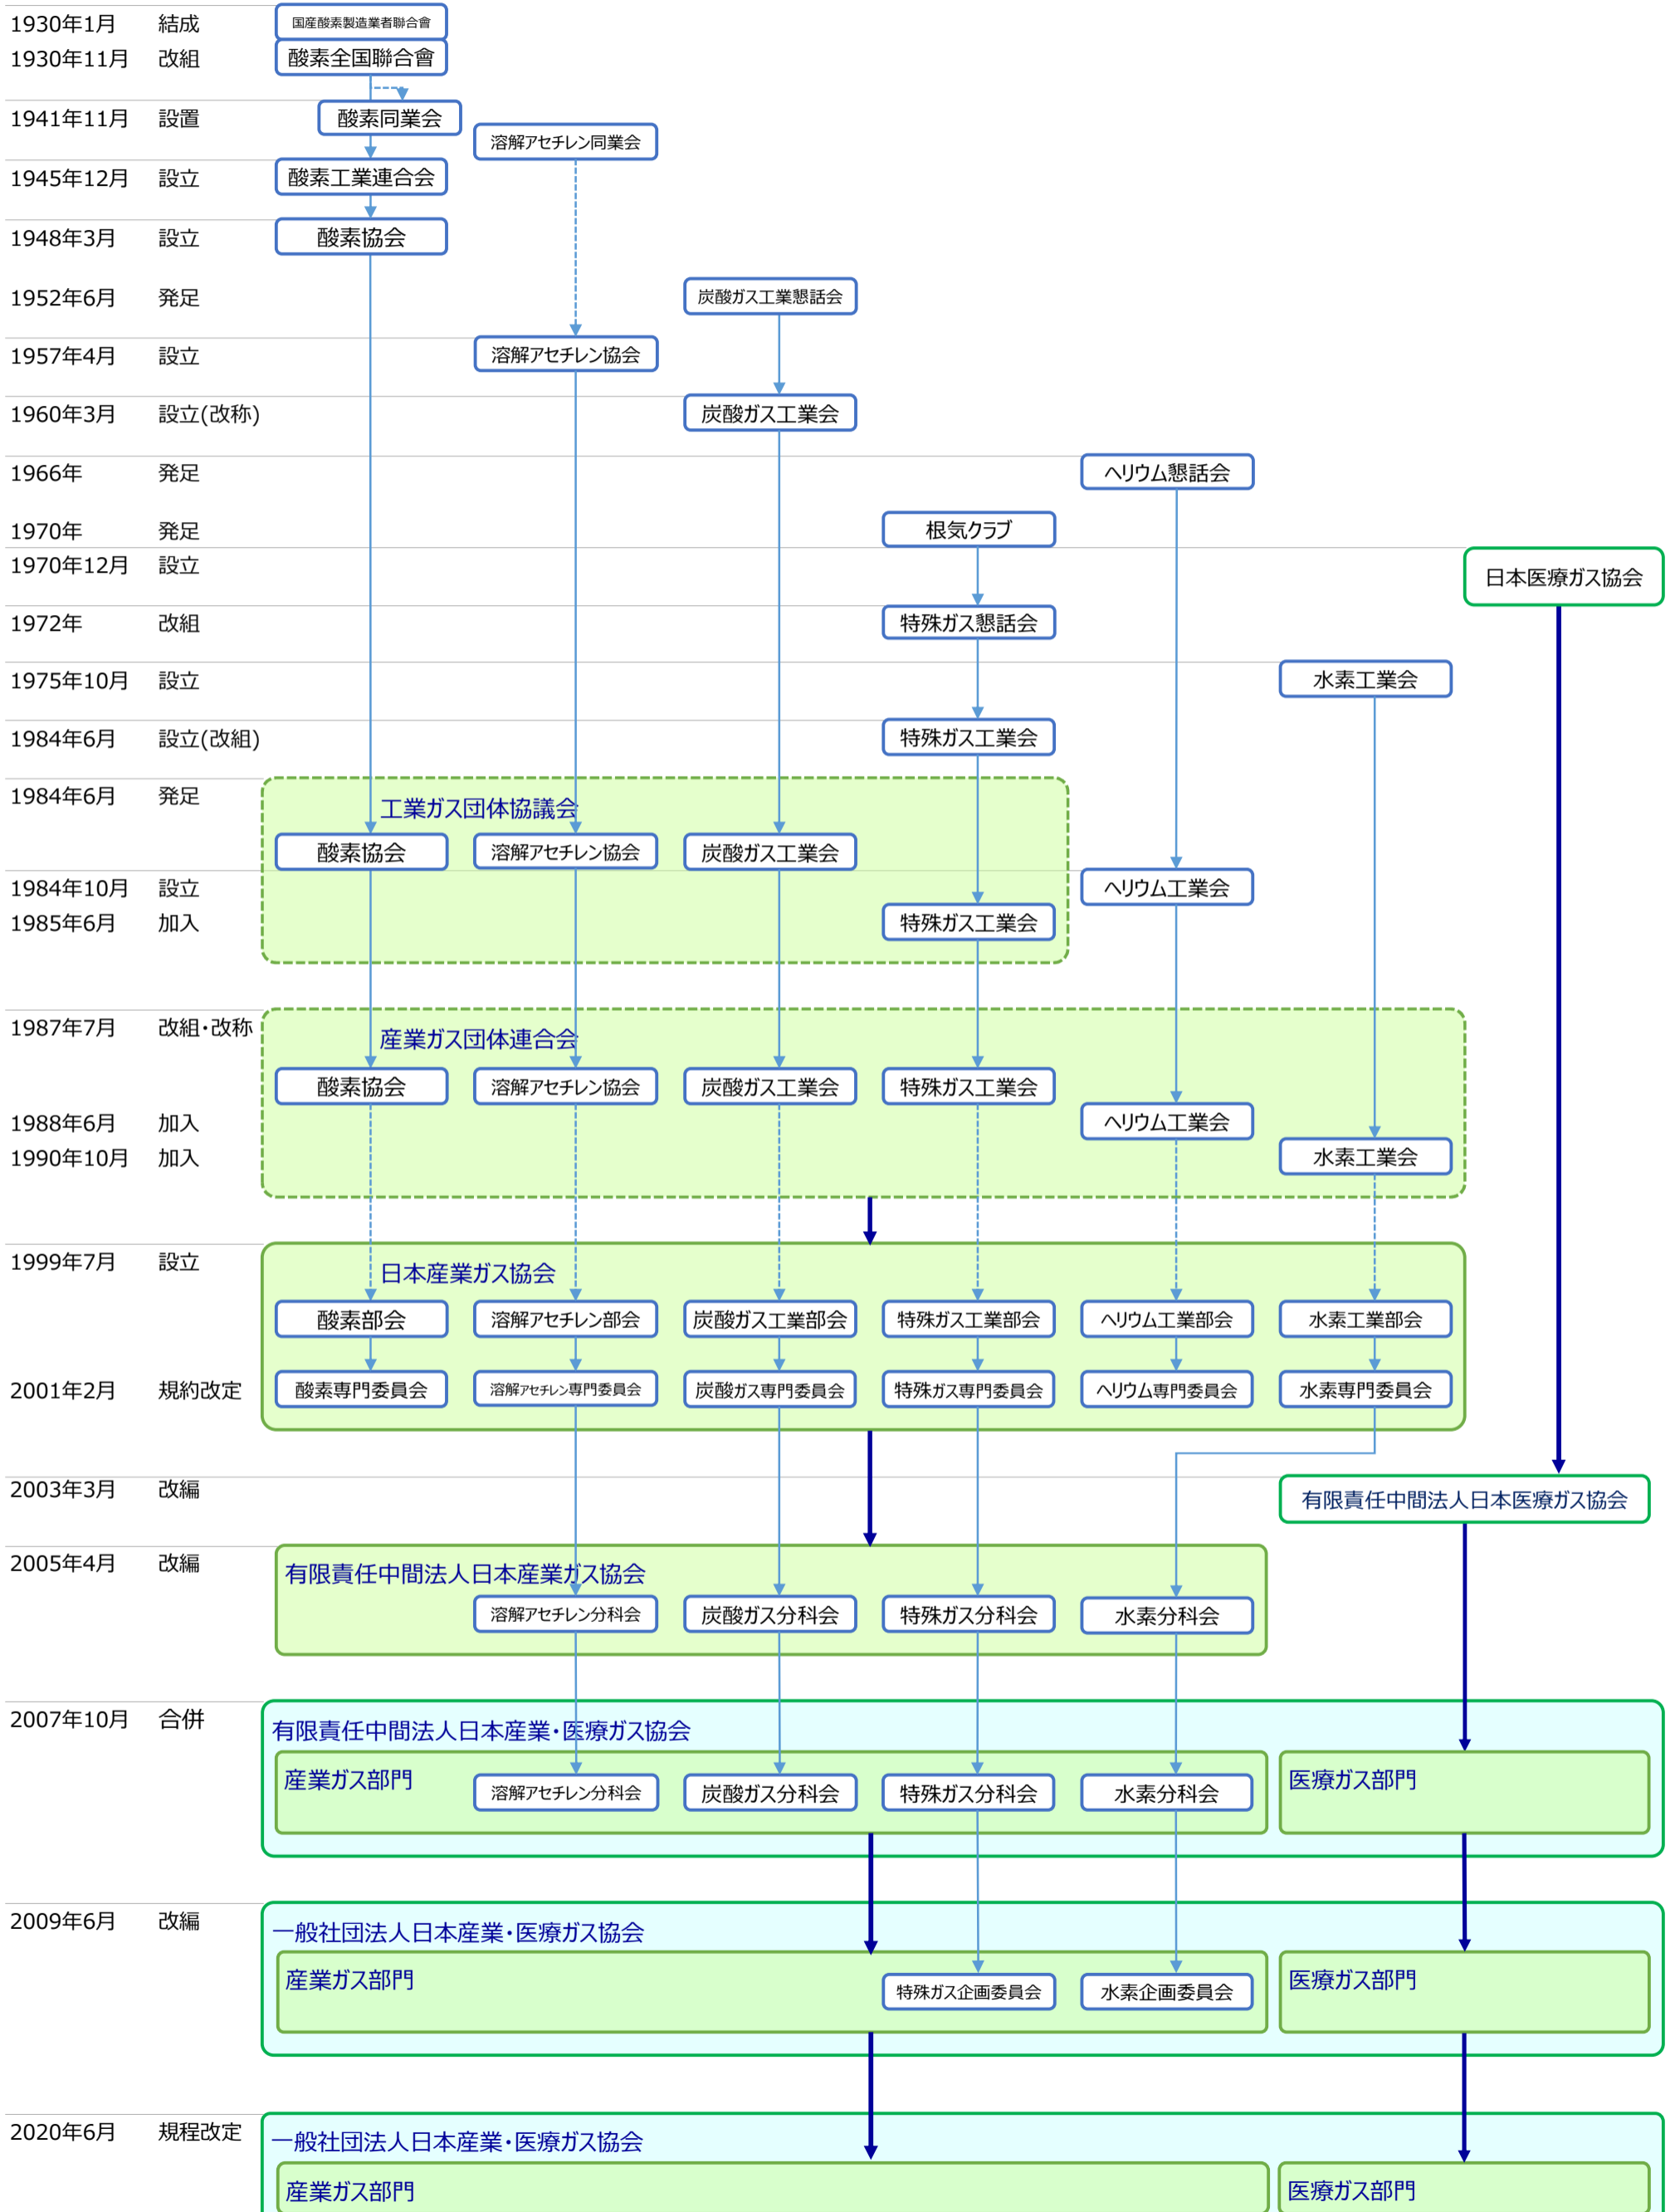 1930年1月 結成 国産酸素製造業者聯合會
1930年11月 改組 酸素全国聯合會
1941年11月 設置 酸素同業会
溶解アセチレン同業会
1945年12月 設立 酸素工業連合会
1948年3月 設立 酸素協会
1952年6月 発足 炭酸ガス工業懇話会
1957年4月 設立 溶解アセチレン協会
1960年3月 設立(改称) 炭酸ガス工業会
1966年 発足 ヘリウム懇話会
1970年 発足 根気クラブ
1970年12月 設立 日本医療ガス協会
1972年 改組 特殊ガス懇話会
1975年10月 設立 水素工業会
1984年6月 設立(改組) 特殊ガス工業会
1984年6月 発足 工業ガス団体協議会
酸素協会 溶解アセチレン協会 炭酸ガス工業会
1984年10月 設立 ヘリウム工業会
1985年6月 加入 特殊ガス工業会
1987年7月 改組・改称 産業ガス団体連合会
酸素協会 溶解アセチレン協会 炭酸ガス工業会 特殊ガス工業会
1988年6月 加入 ヘリウム工業会
1990年10月 加入 水素工業会
1999年7月 設立 日本産業ガス協会
酸素部会 溶解アセチレン部会 炭酸ガス工業部会 特殊ガス工業部会 ヘリウム工業部会 水素工業部会
2001年2月 規約改定 酸素専門委員会 溶解アセチレン専門委員会 炭酸ガス専門委員会 特殊ガス専門委員会 ヘリウム専門委員会 水素専門委員会
2003年3月 改編 有限責任中間法人日本医療ガス協会
2005年4月 改編 有限責任中間法人日本産業ガス協会
溶解アセチレン分科会 炭酸ガス分科会 特殊ガス分科会 水素分科会
2007年10月 合併 有限責任中間法人日本産業・医療ガス協会
産業ガス部門 溶解アセチレン分科会 炭酸ガス分科会 特殊ガス分科会 水素分科会 医療ガス部門
2009年6月 改編 一般社団法人日本産業・医療ガス協会
産業ガス部門 特殊ガス企画委員会 水素企画委員会 医療ガス部門
2020年6月 規程改定 一般社団法人日本産業・医療ガス協会
産業ガス部門 医療ガス部門